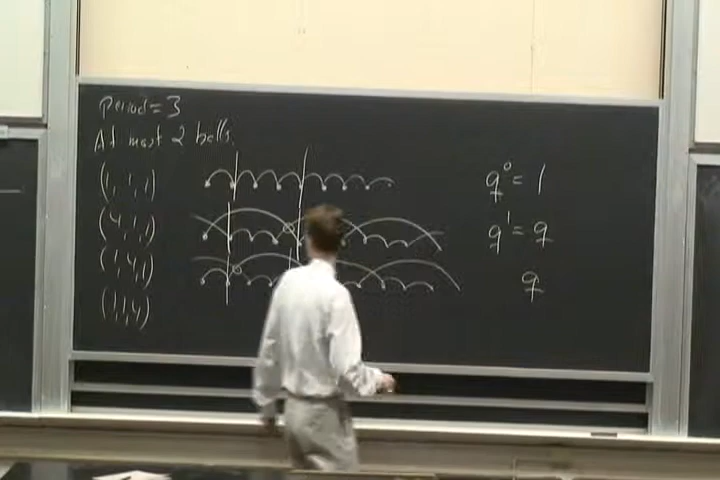 Period = 3
At most 2 balls.
(1, 1, 1)
(4, 1, 1)
(1, 4, 1)
(1, 1, 4)
q⁰ = 1
q¹ = q
q